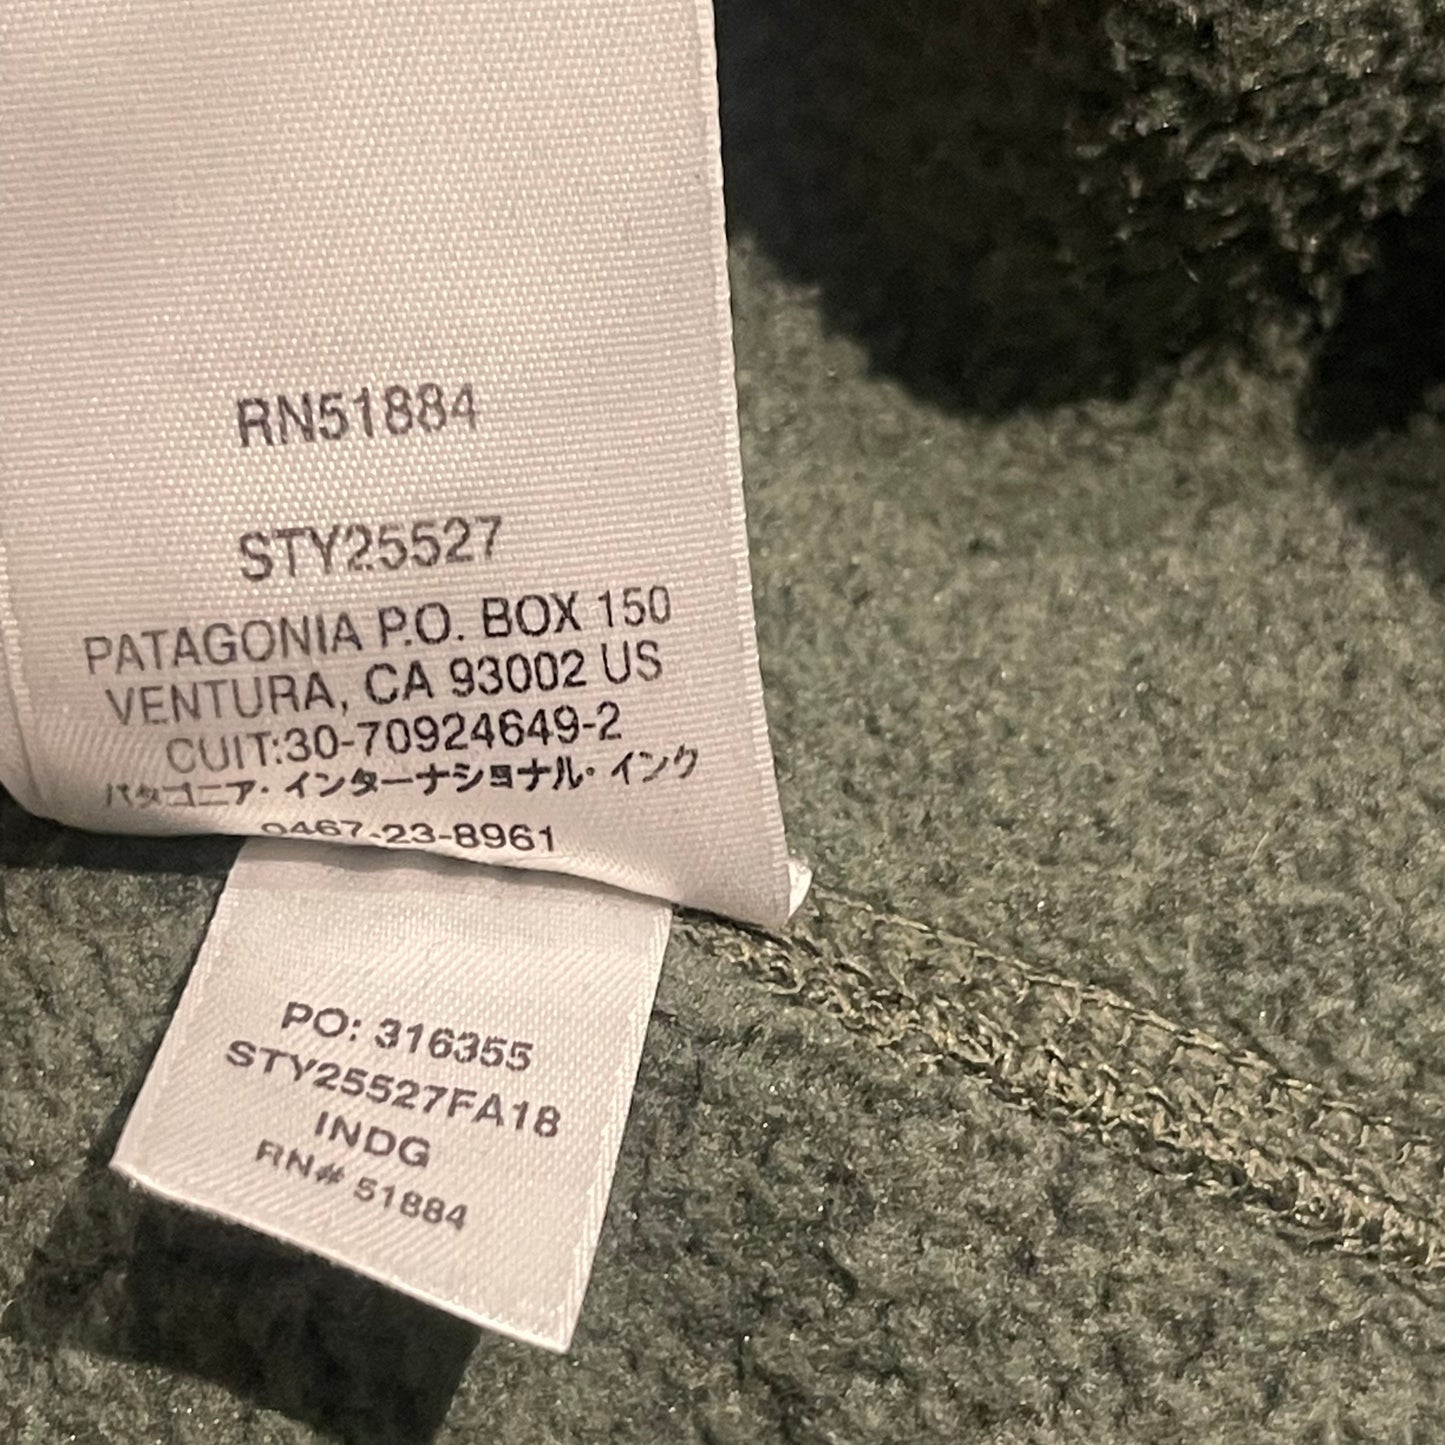 RN51884
STY25527
PATAGONIA P.O. BOX 150
VENTURA, CA 93002 US
CUIT:30-70924649-2
パタゴニア・インターナショナル・インク
0467-23-8961
PO: 316355
STY25527FA18
INDG
RN# 51884